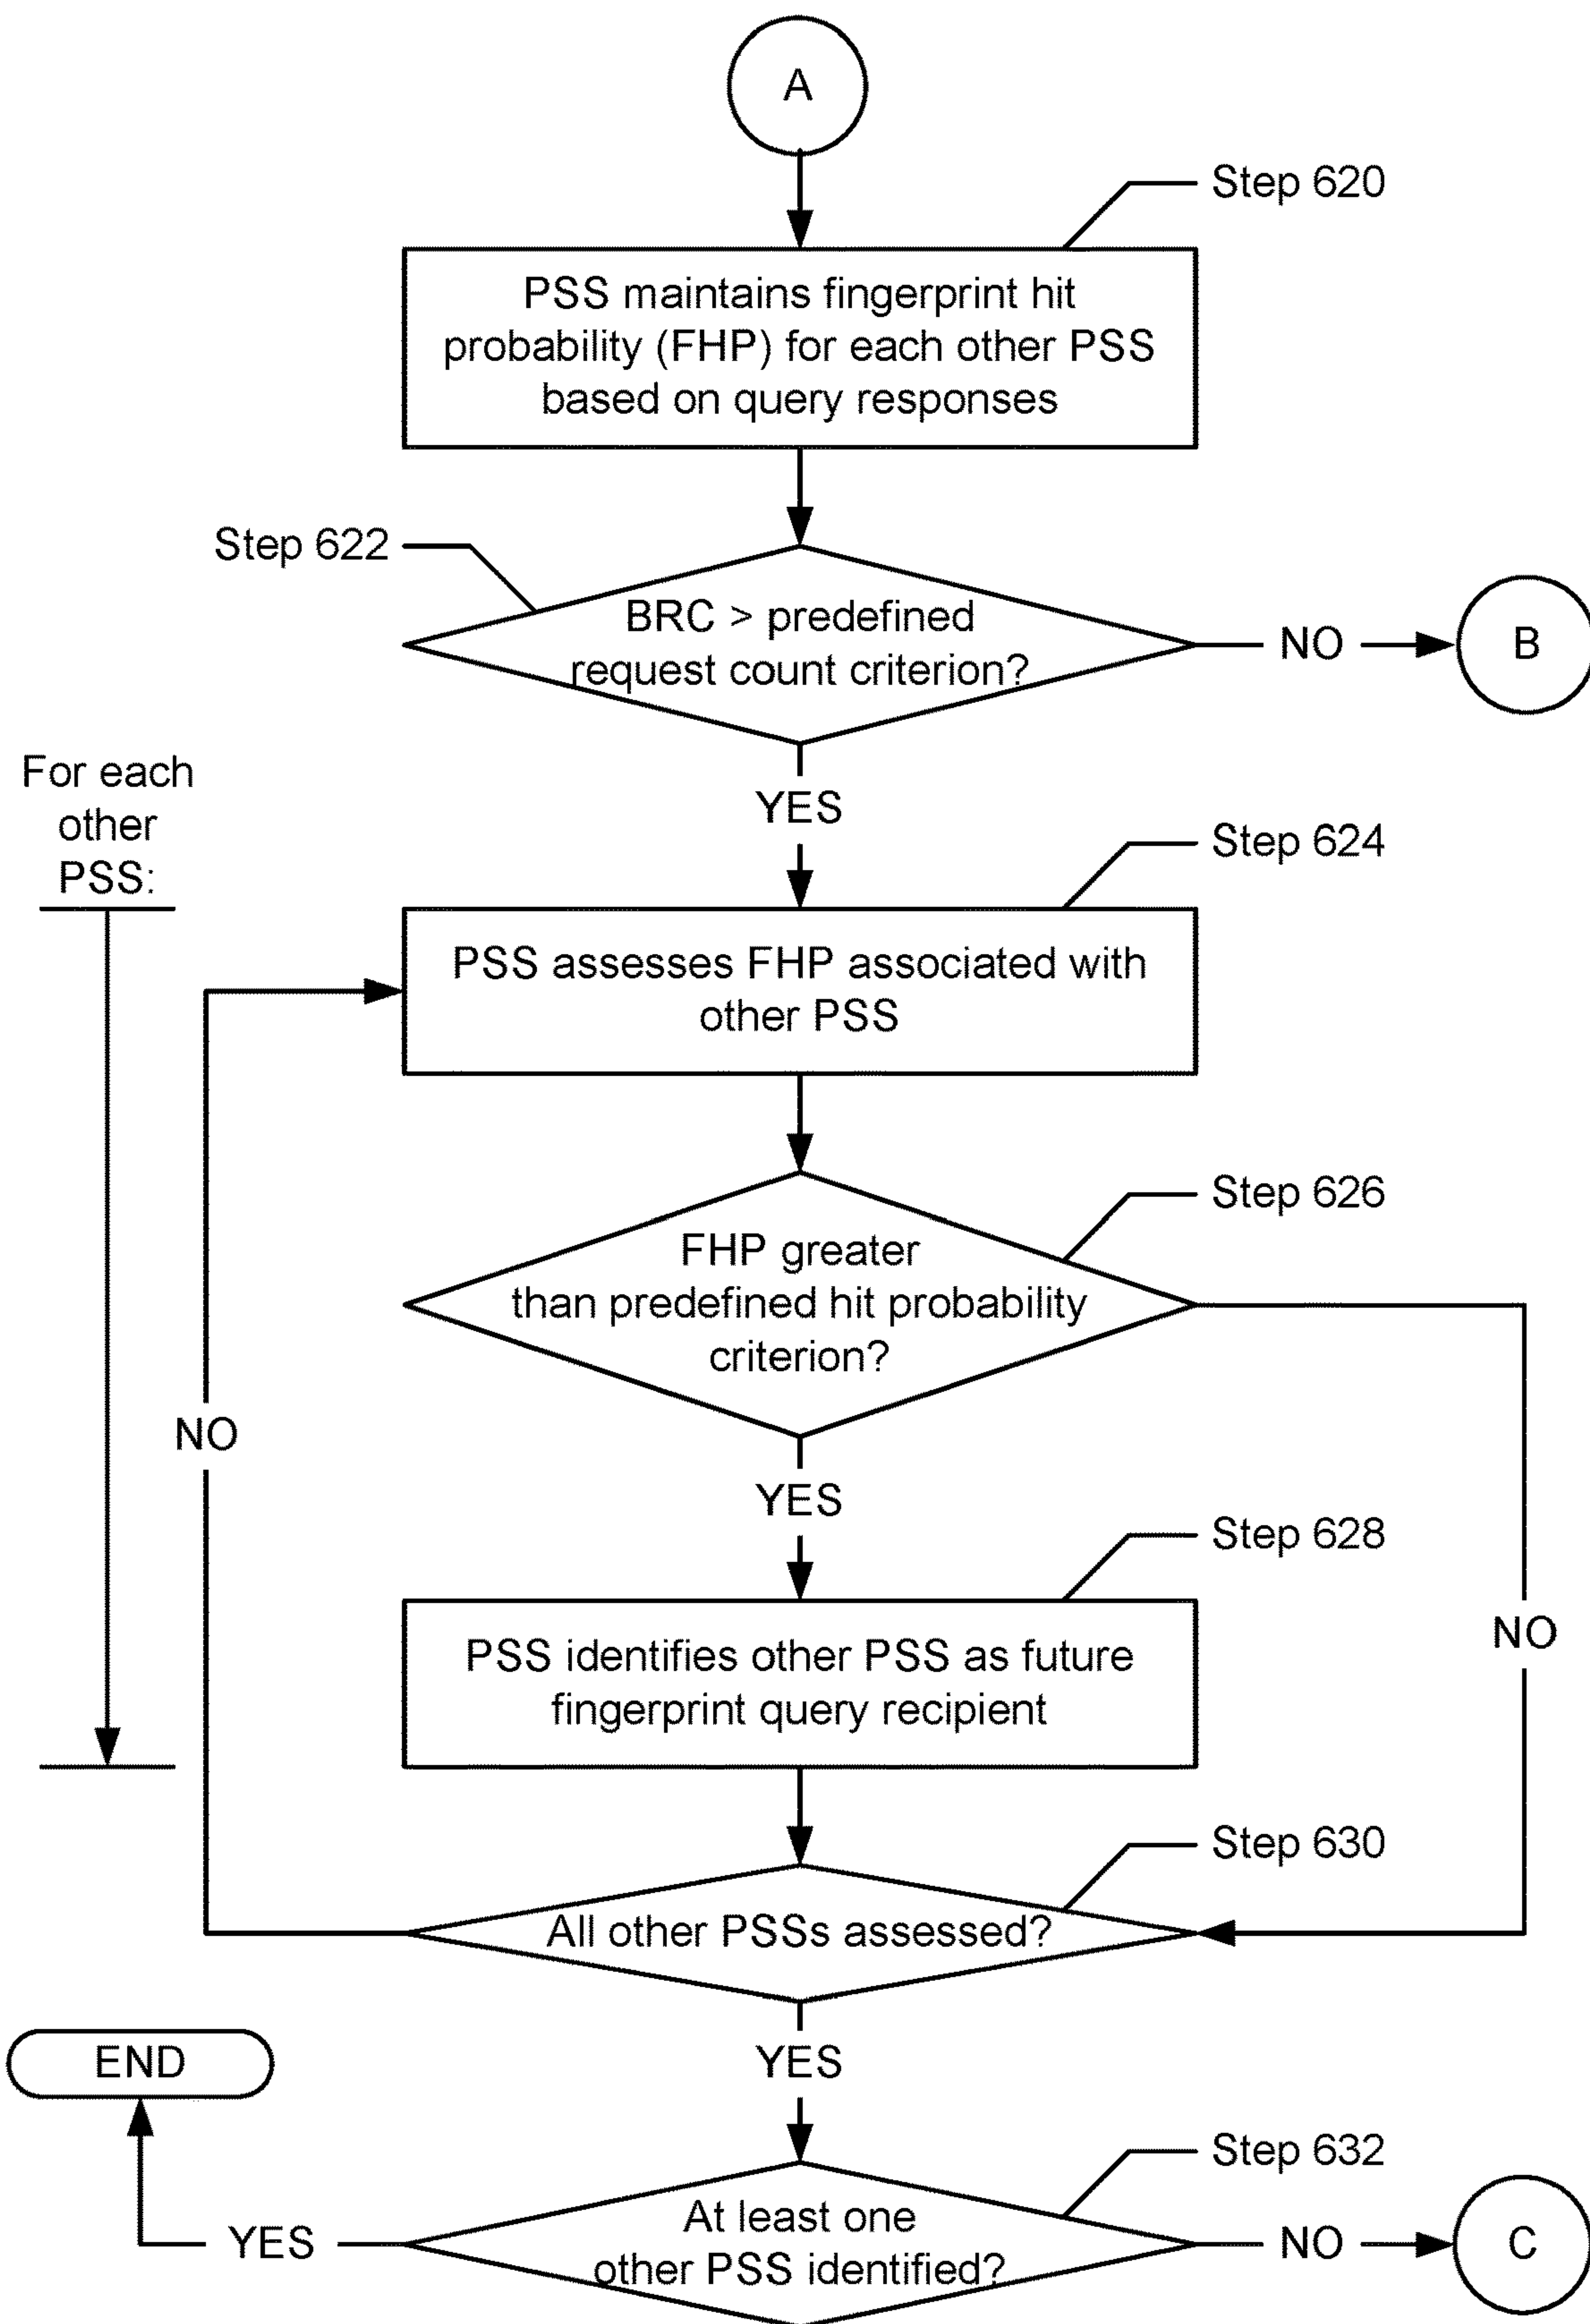 A
Step 620
PSS maintains fingerprint hit
probability (FHP) for each other PSS
based on query responses
Step 622
BRC > predefined
request count criterion?
NO
B
YES
For each
other
PSS:
Step 624
PSS assesses FHP associated with
other PSS
Step 626
FHP greater
than predefined hit probability
criterion?
NO
YES
Step 628
PSS identifies other PSS as future
fingerprint query recipient
NO
Step 630
All other PSSs assessed?
END
YES
Step 632
At least one
other PSS identified?
YES
NO
C